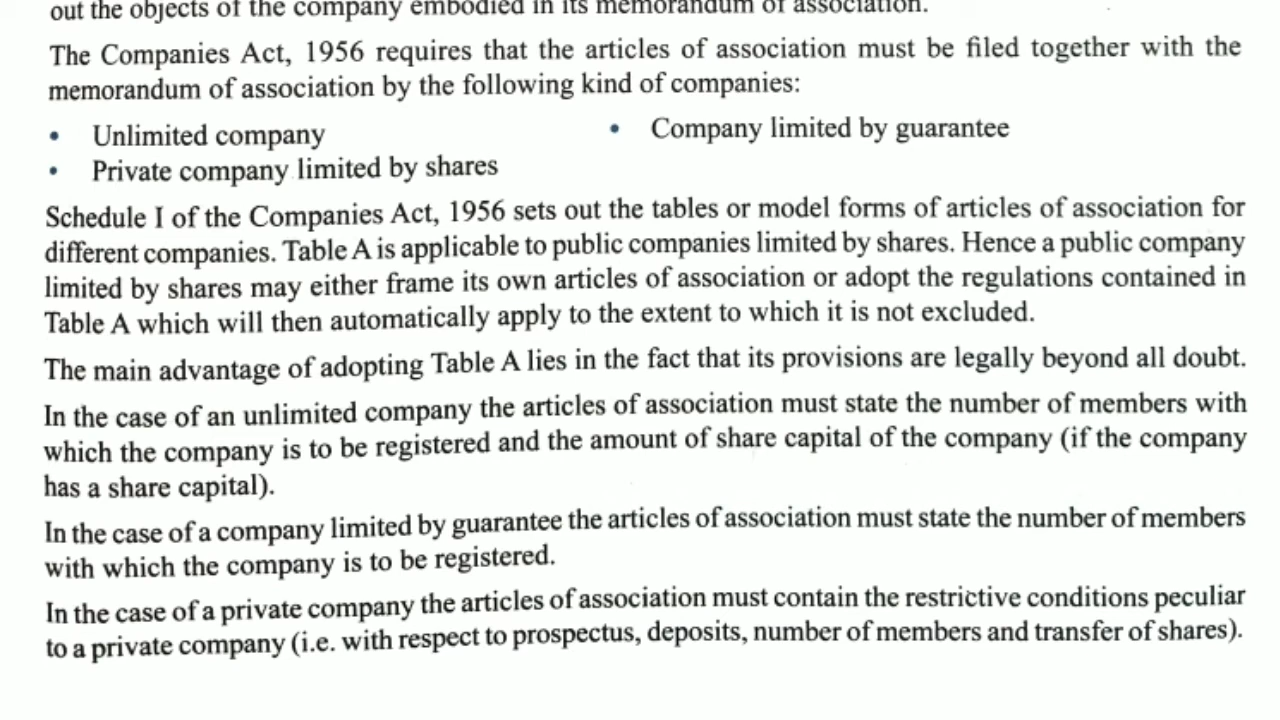 out the objects of the company embodied in its memorandum of association.
The Companies Act, 1956 requires that the articles of association must be filed together with the
memorandum of association by the following kind of companies:
• Unlimited company • Company limited by guarantee
• Private company limited by shares
Schedule I of the Companies Act, 1956 sets out the tables or model forms of articles of association for
different companies. Table A is applicable to public companies limited by shares. Hence a public company
limited by shares may either frame its own articles of association or adopt the regulations contained in
Table A which will then automatically apply to the extent to which it is not excluded.
The main advantage of adopting Table A lies in the fact that its provisions are legally beyond all doubt.
In the case of an unlimited company the articles of association must state the number of members with
which the company is to be registered and the amount of share capital of the company (if the company
has a share capital).
In the case of a company limited by guarantee the articles of association must state the number of members
with which the company is to be registered.
In the case of a private company the articles of association must contain the restrictive conditions peculiar
to a private company (i.e. with respect to prospectus, deposits, number of members and transfer of shares).